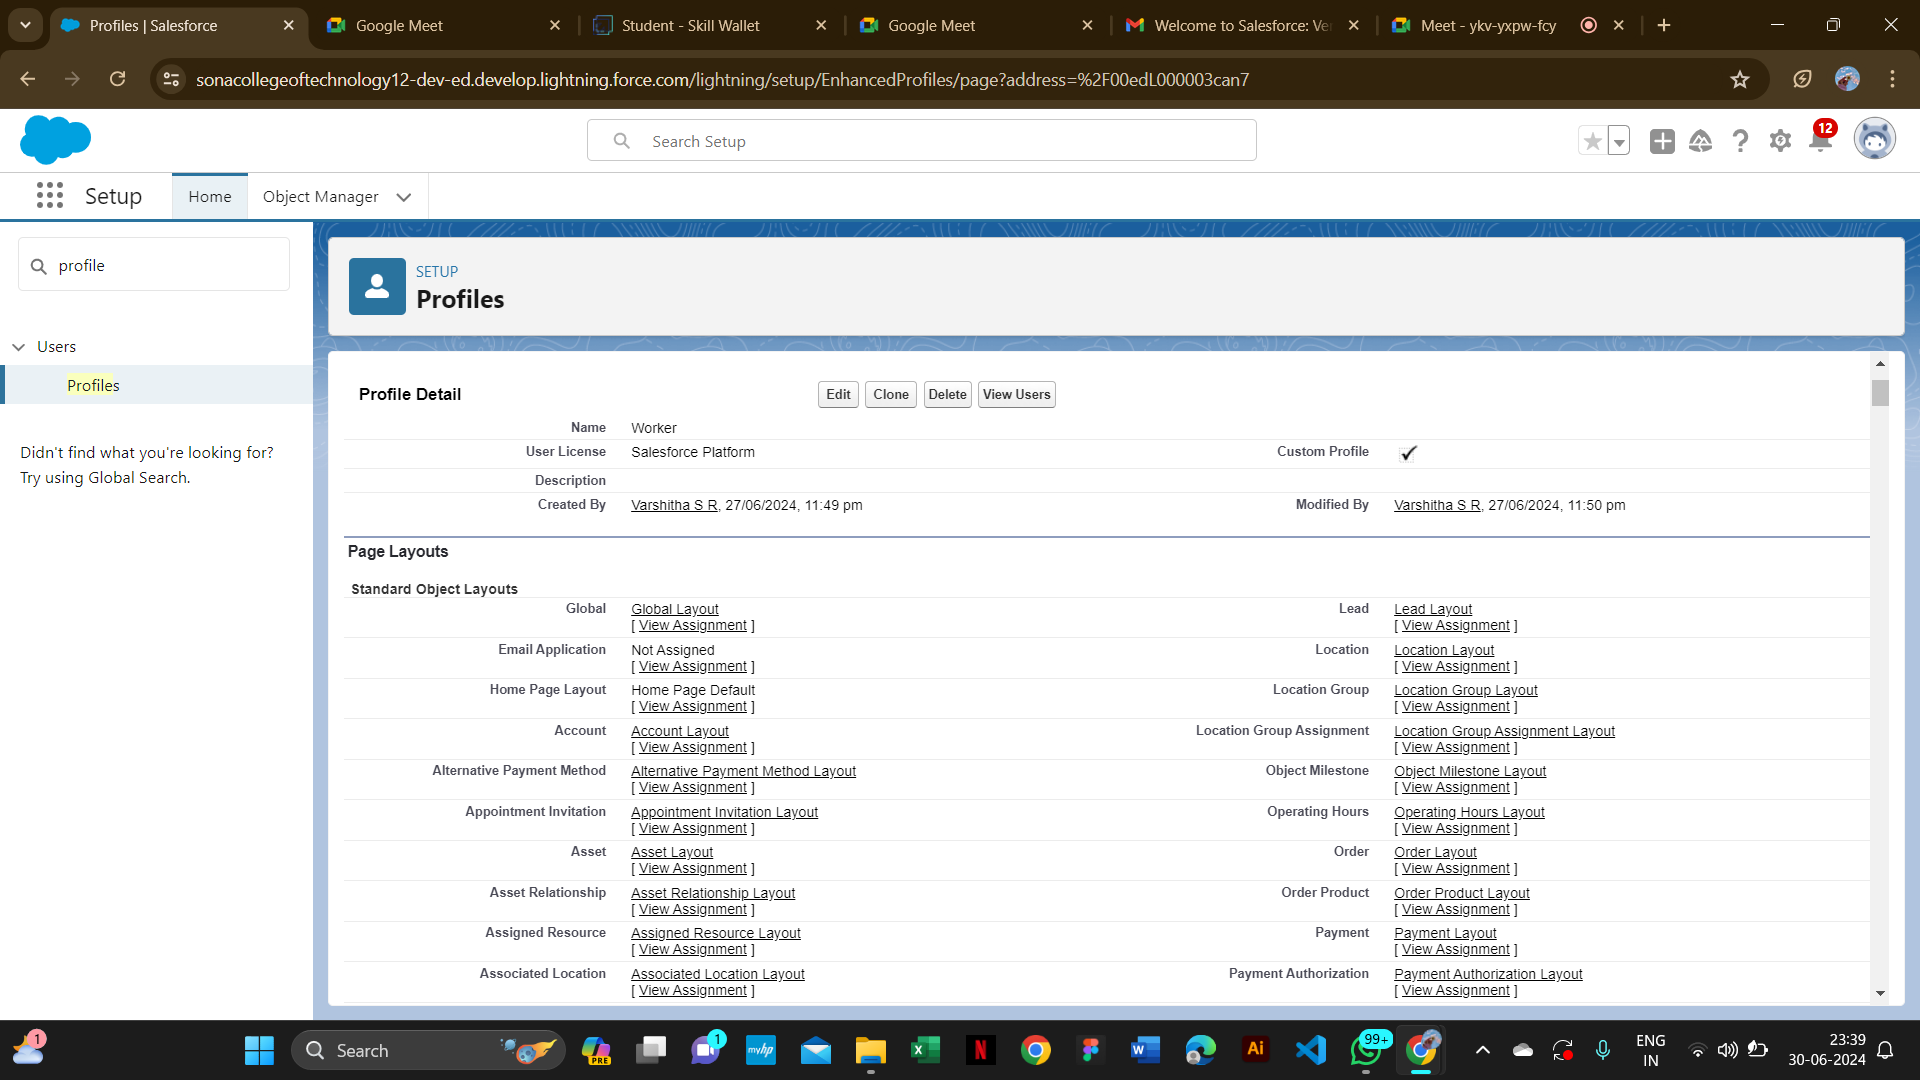 Profiles | Salesforce
Google Meet
Student - Skill Wallet
Google Meet
Welcome to Salesforce: Ver
Meet - ykv-yxpw-fcy
sonacollegeoftechnology12-dev-ed.develop.lightning.force.com/lightning/setup/EnhancedProfiles/page?address=%2F00edL000003can7
Search Setup
12
Setup
Home
Object Manager
profile
Users
Profiles
Didn't find what you're looking for?
Try using Global Search.
SETUP
Profiles
Profile Detail
Edit Clone Delete View Users
Name Worker
User License Salesforce Platform Custom Profile
Description
Created By Varshitha S R, 27/06/2024, 11:49 pm Modified By Varshitha S R, 27/06/2024, 11:50 pm
Page Layouts
Standard Object Layouts
Global Global Layout Lead Lead Layout
[ View Assignment ] [ View Assignment ]
Email Application Not Assigned Location Location Layout
[ View Assignment ] [ View Assignment ]
Home Page Layout Home Page Default Location Group Location Group Layout
[ View Assignment ] [ View Assignment ]
Account Account Layout Location Group Assignment Location Group Assignment Layout
[ View Assignment ] [ View Assignment ]
Alternative Payment Method Alternative Payment Method Layout Object Milestone Object Milestone Layout
[ View Assignment ] [ View Assignment ]
Appointment Invitation Appointment Invitation Layout Operating Hours Operating Hours Layout
[ View Assignment ] [ View Assignment ]
Asset Asset Layout Order Order Layout
[ View Assignment ] [ View Assignment ]
Asset Relationship Asset Relationship Layout Order Product Order Product Layout
[ View Assignment ] [ View Assignment ]
Assigned Resource Assigned Resource Layout Payment Payment Layout
[ View Assignment ] [ View Assignment ]
Associated Location Associated Location Layout Payment Authorization Payment Authorization Layout
[ View Assignment ] [ View Assignment ]
1
Search
PRE
1
myhp
N
Ai
99+
ENG
IN
23:39
30-06-2024